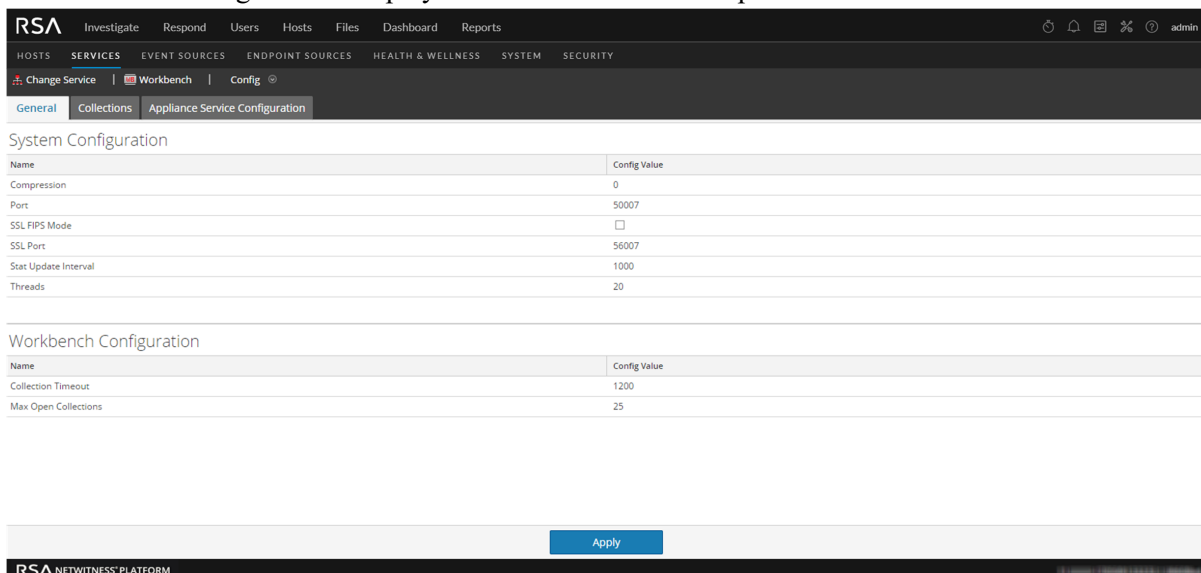 RSA Investigate Respond Users Hosts Files Dashboard Reports admin
HOSTS SERVICES EVENT SOURCES ENDPOINT SOURCES HEALTH & WELLNESS SYSTEM SECURITY
Change Service | Workbench | Config
General Collections Appliance Service Configuration
System Configuration
Name Config Value
Compression 0
Port 50007
SSL FIPS Mode
SSL Port 56007
Stat Update Interval 1000
Threads 20
Workbench Configuration
Name Config Value
Collection Timeout 1200
Max Open Collections 25
Apply
RSA NETWITNESS® PLATFORM